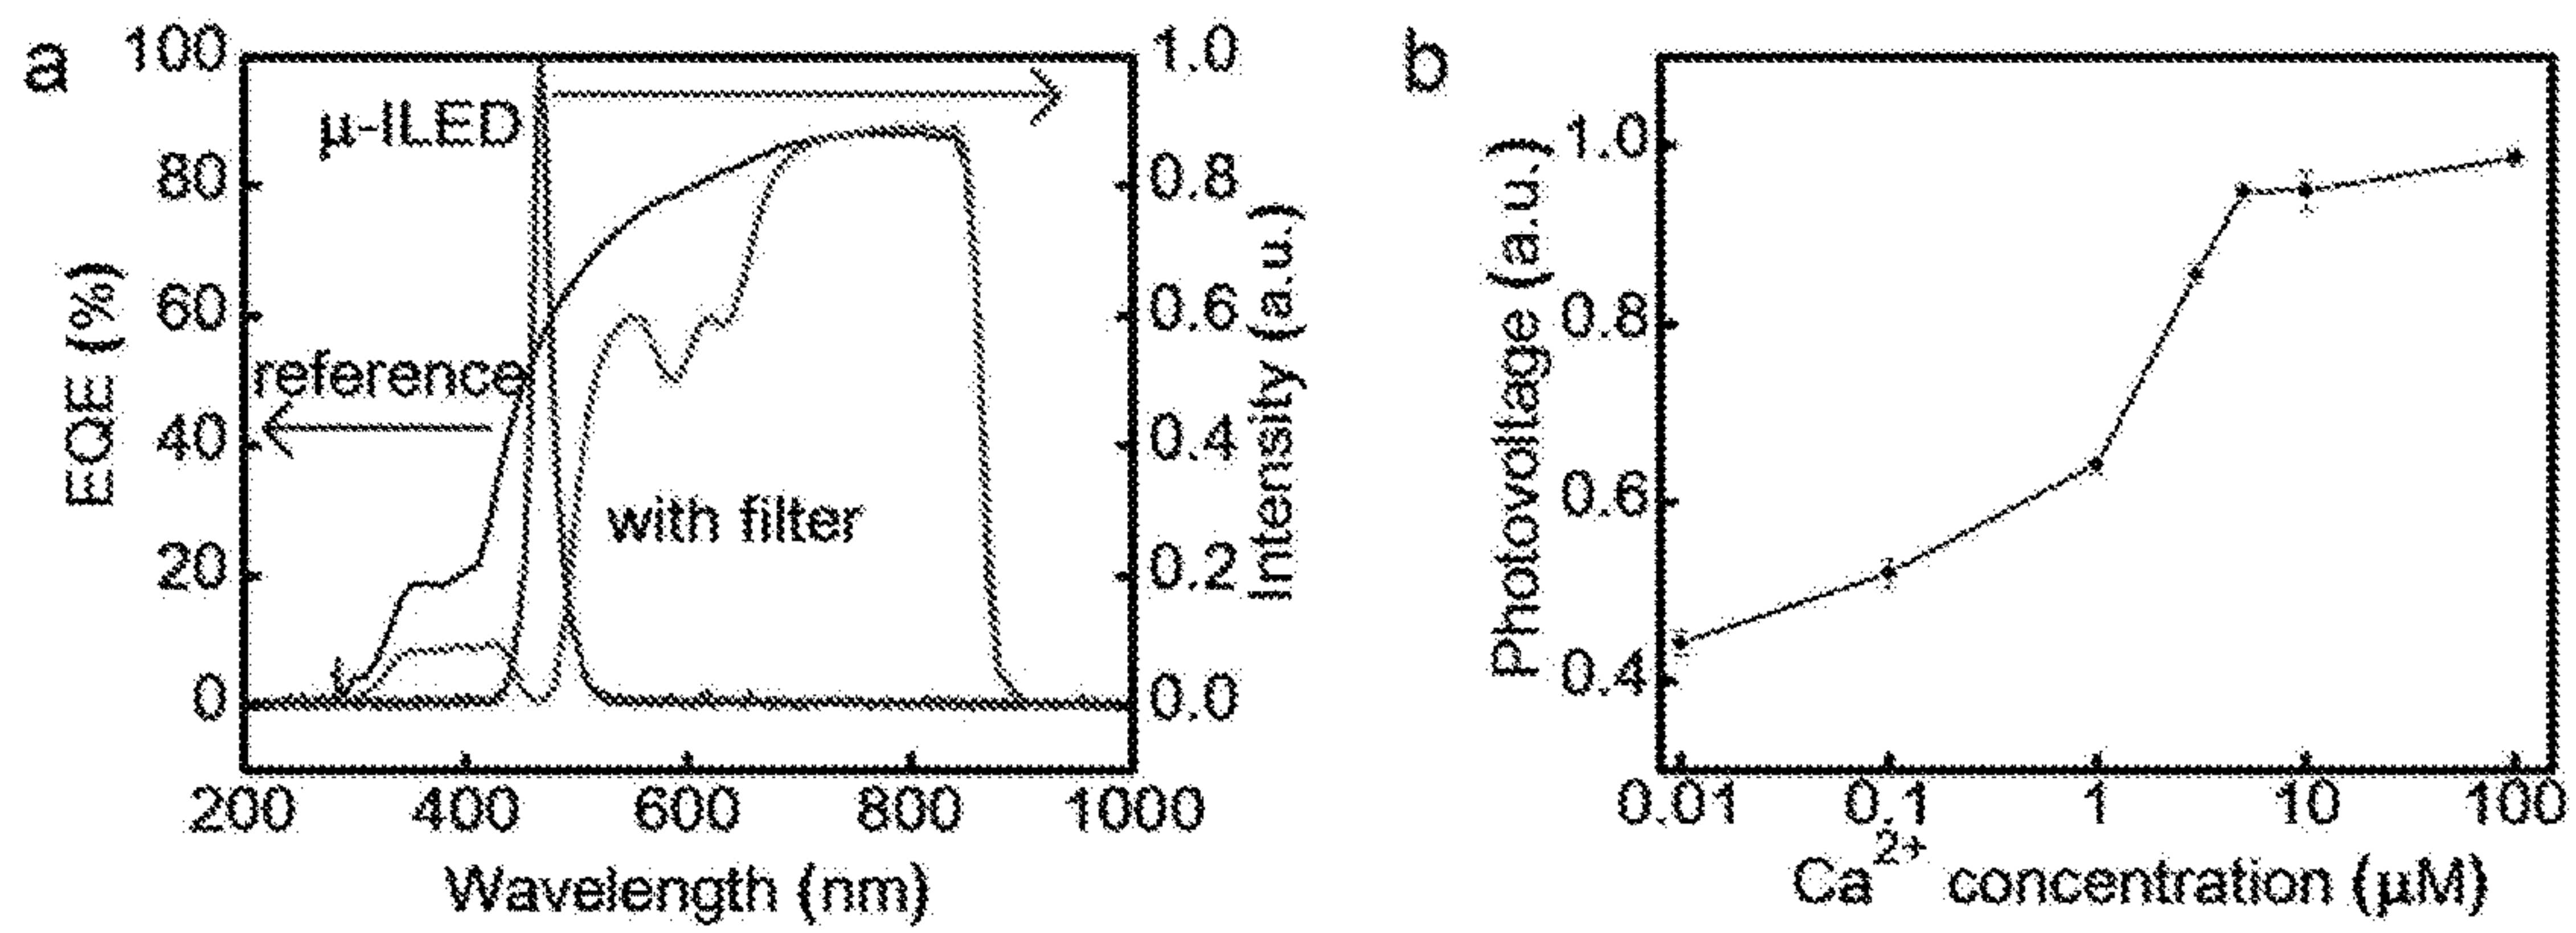 a
100
80
60
40
20
0
EQE (%)
μ-ILED
reference
with filter
1.0
0.8
0.6
0.4
0.2
0.0
Intensity (a.u.)
200 400 600 800 1000
Wavelength (nm)
b
1.0
0.8
0.6
0.4
Photovoltage (a.u.)
0.01 0.1 1 10 100
Ca²⁺ concentration (μM)